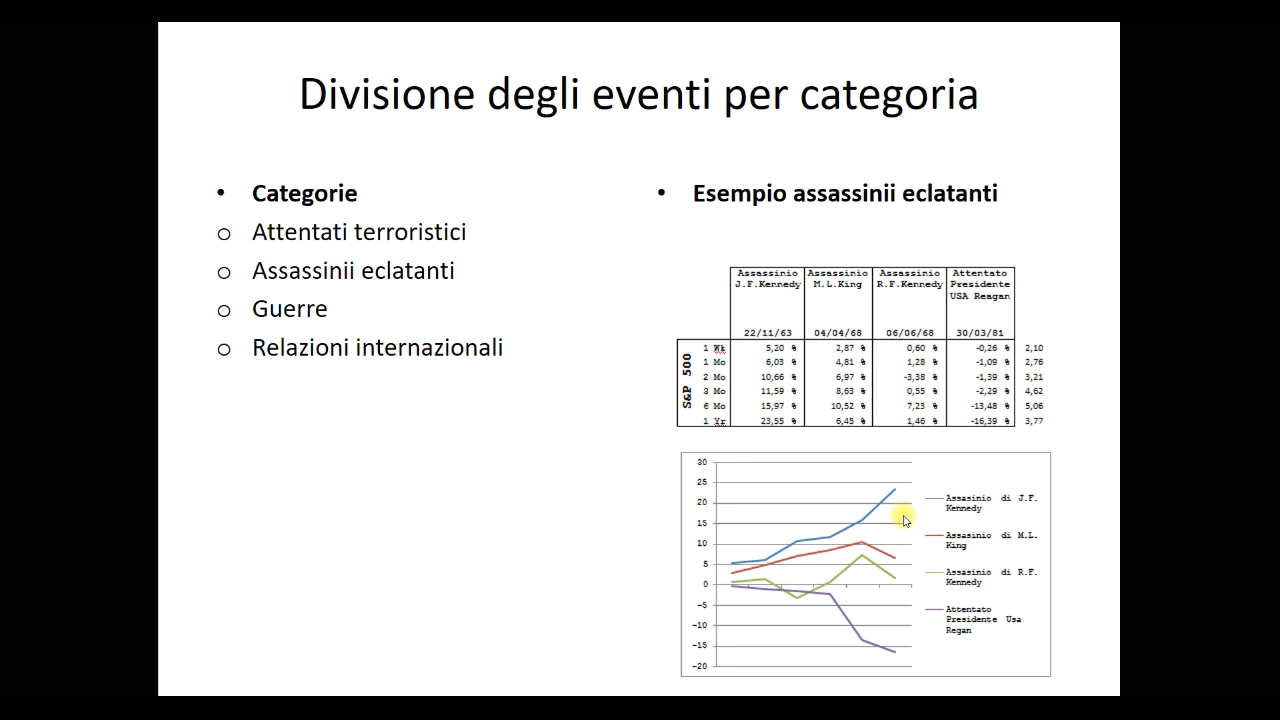 Divisione degli eventi per categoria
• Categorie
o Attentati terroristici
o Assassinii eclatanti
o Guerre
o Relazioni internazionali
• Esempio assassinii eclatanti
Assassinio J.F.Kennedy Assassinio M.L.King Assassinio R.F.Kennedy Attentato Presidente USA Reagan
22/11/63 04/04/68 06/06/68 30/03/81
S&P 500
1 Wk 5,20 % 2,87 % 0,60 % -0,26 % 2,10
1 Mo 6,03 % 4,81 % 1,28 % -1,09 % 2,76
2 Mo 10,66 % 6,97 % -3,38 % -1,39 % 3,21
3 Mo 11,59 % 8,63 % 0,55 % -2,29 % 4,62
6 Mo 15,97 % 10,52 % 7,23 % -13,48 % 5,06
1 Yr 23,55 % 6,45 % 1,46 % -16,39 % 3,77
30
25
20
15
10
5
0
-5
-10
-15
-20
Assasinio di J.F.
Kennedy
Assasinio di M.L.
King
Assasinio di R.F.
Kennedy
Attentato
Presidente Usa
Regan